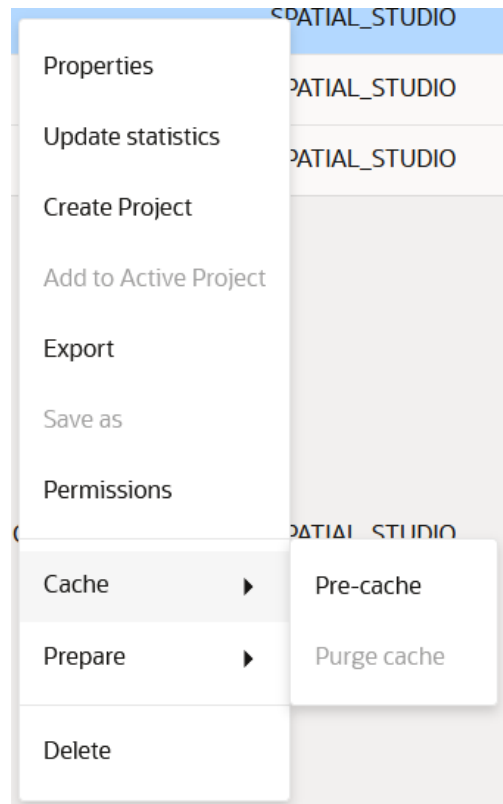 SPATIAL_STUDIO
Properties
PATIAL_STUDIO
Update statistics
PATIAL_STUDIO
Create Project
Add to Active Project
Export
Save as
Permissions
PATIAL_STUDIO
Cache
Pre-cache
Prepare
Purge cache
Delete